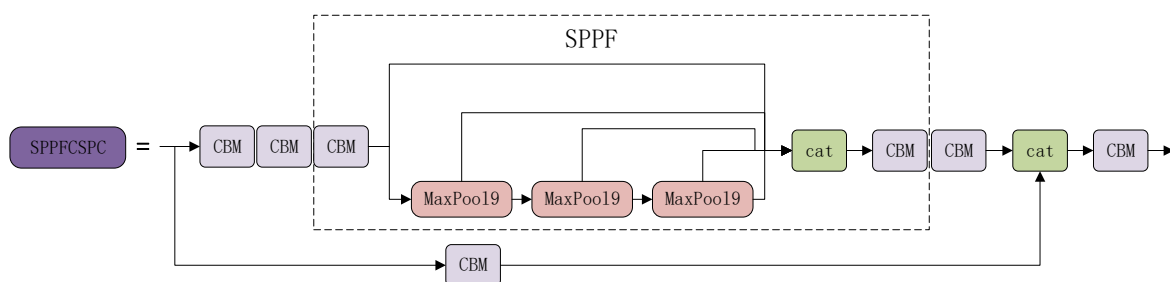 SPPF
SPPFCSPC = CBM CBM CBM cat CBM CBM cat CBM
MaxPool9 MaxPool9 MaxPool9
CBM